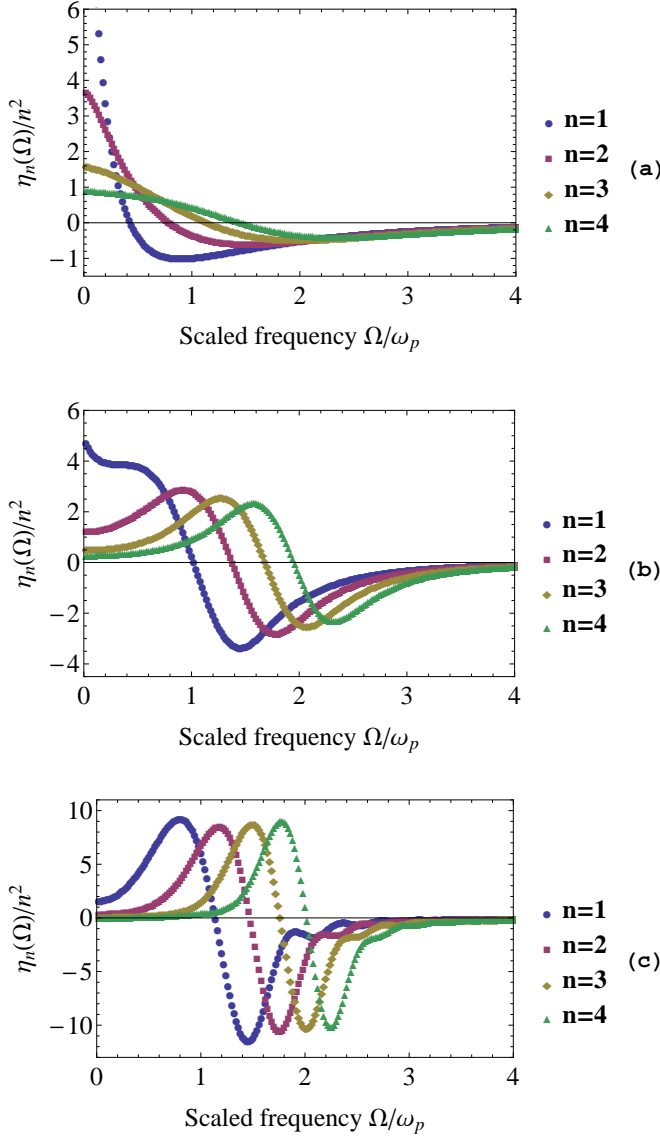 6
5
4
3
2
1
0
−1
ηₙ(Ω)/n²
0 1 2 3 4
Scaled frequency Ω/ωₚ
n=1
n=2
n=3
n=4
(a)
6
4
2
0
−2
−4
ηₙ(Ω)/n²
0 1 2 3 4
Scaled frequency Ω/ωₚ
n=1
n=2
n=3
n=4
(b)
10
5
0
−5
−10
ηₙ(Ω)/n²
0 1 2 3 4
Scaled frequency Ω/ωₚ
n=1
n=2
n=3
n=4
(c)